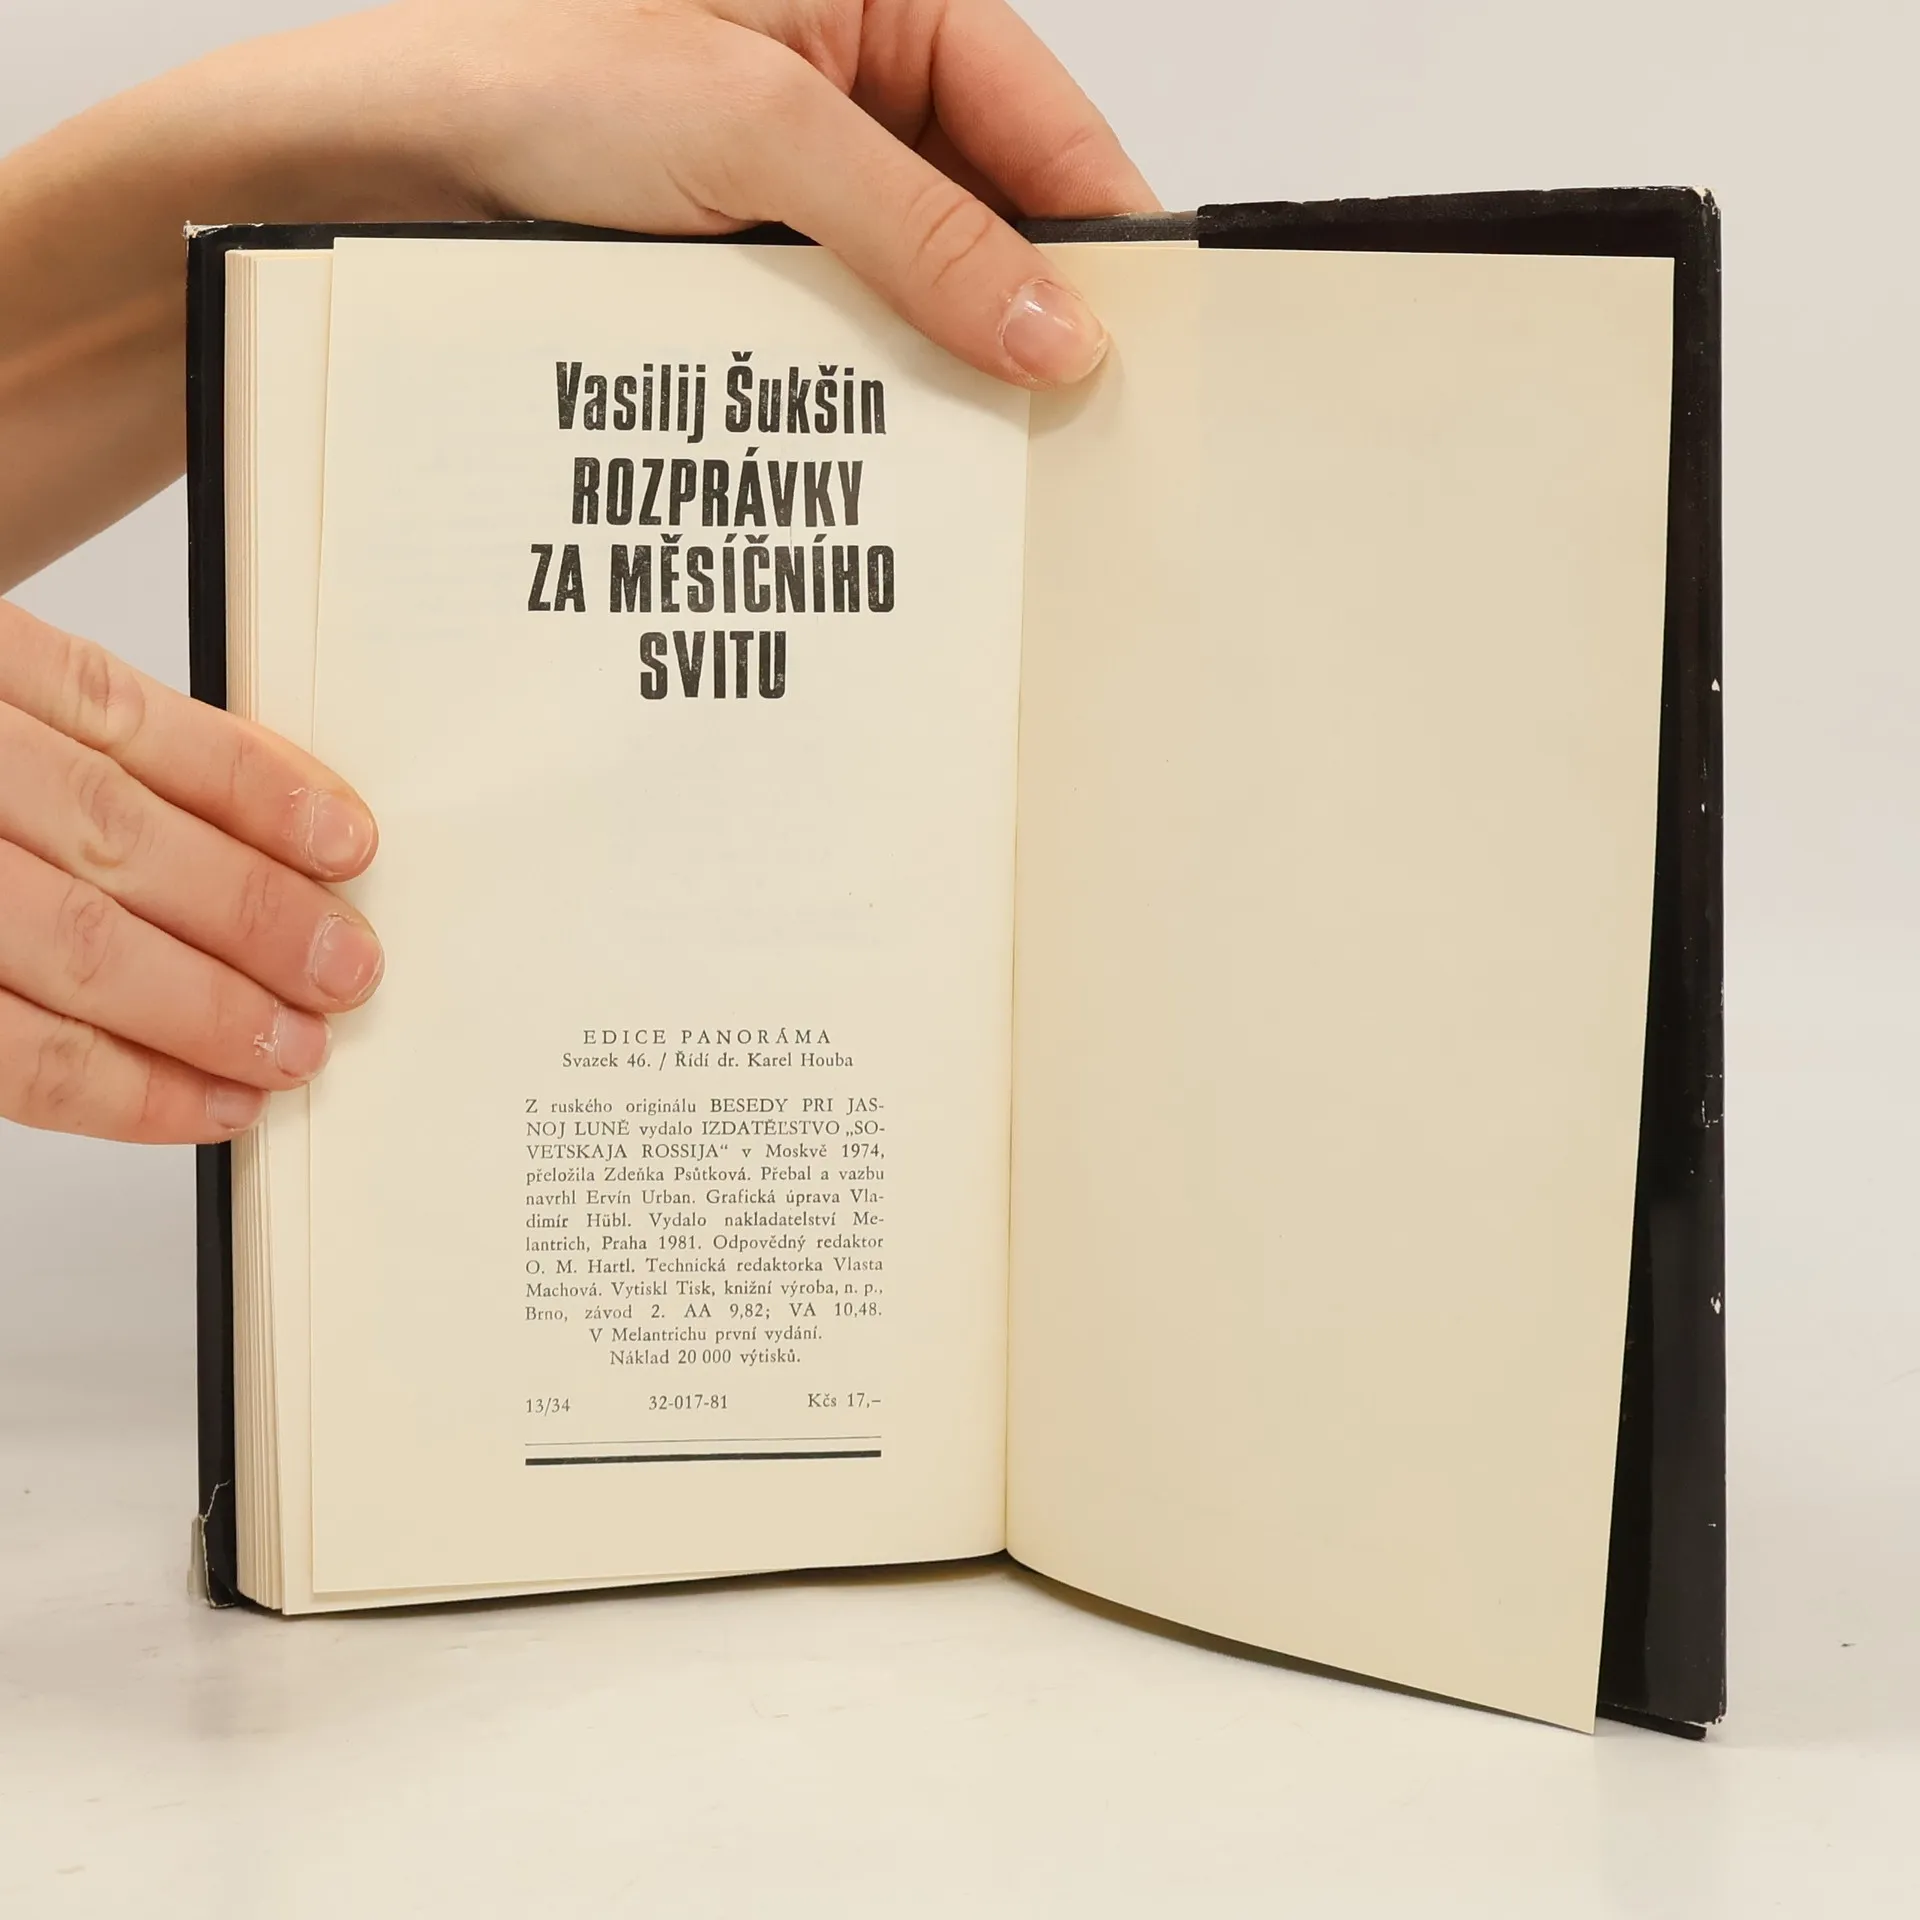 Vasilij Šukšin
ROZPRÁVKY
ZA MĚSÍČNÍHO
SVITU
EDICE PANORÁMA
Svazek 46. / Řídí dr. Karel Houba
Z ruského originálu BESEDY PRI JAS-
NOJ LUNĚ vydalo IZDATĚĽSTVO „SO-
VETSKAJA ROSSIJA“ v Moskvě 1974,
přeložila Zdeňka Psůtková. Přebal a vazbu
navrhl Ervín Urban. Grafická úprava Vla-
dimír Hübl. Vydalo nakladatelství Me-
lantrich, Praha 1981. Odpovědný redaktor
O. M. Hartl. Technická redaktorka Vlasta
Machová. Vytiskl Tisk, knižní výroba, n. p.,
Brno, závod 2. AA 9,82; VA 10,48.
V Melantrichu první vydání.
Náklad 20 000 výtisků.
13/34 32-017-81 Kčs 17,–